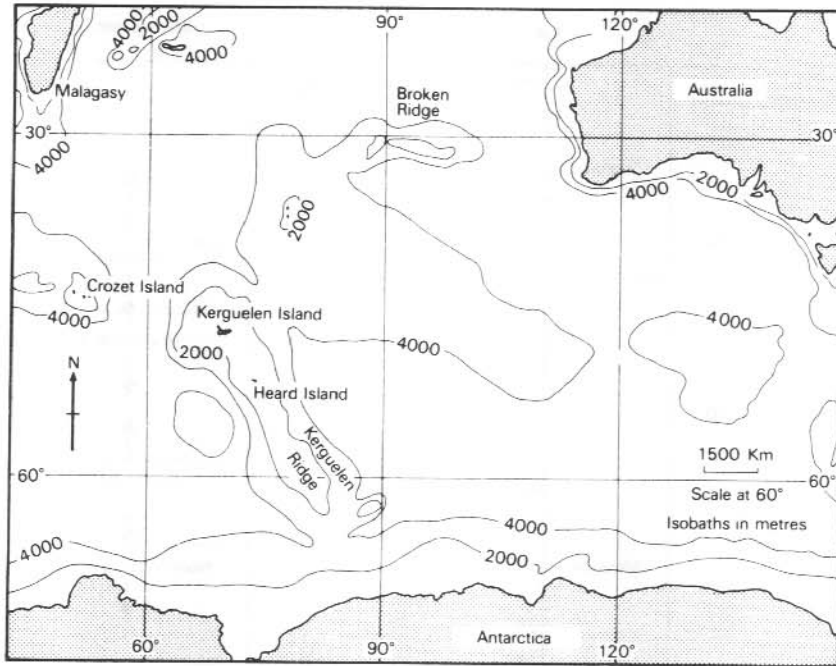 90°
120°
4000
2000
4000
Malagasy
Broken
Ridge
Australia
30°
30°
4000
2000
4000
2000
Crozet Island
4000
Kerguelen Island
4000
4000
2000
N
Heard Island
Kerguelen
Ridge
1500 Km
60°
60°
Scale at 60°
Isobaths in metres
4000
4000
2000
60°
90°
Antarctica
120°